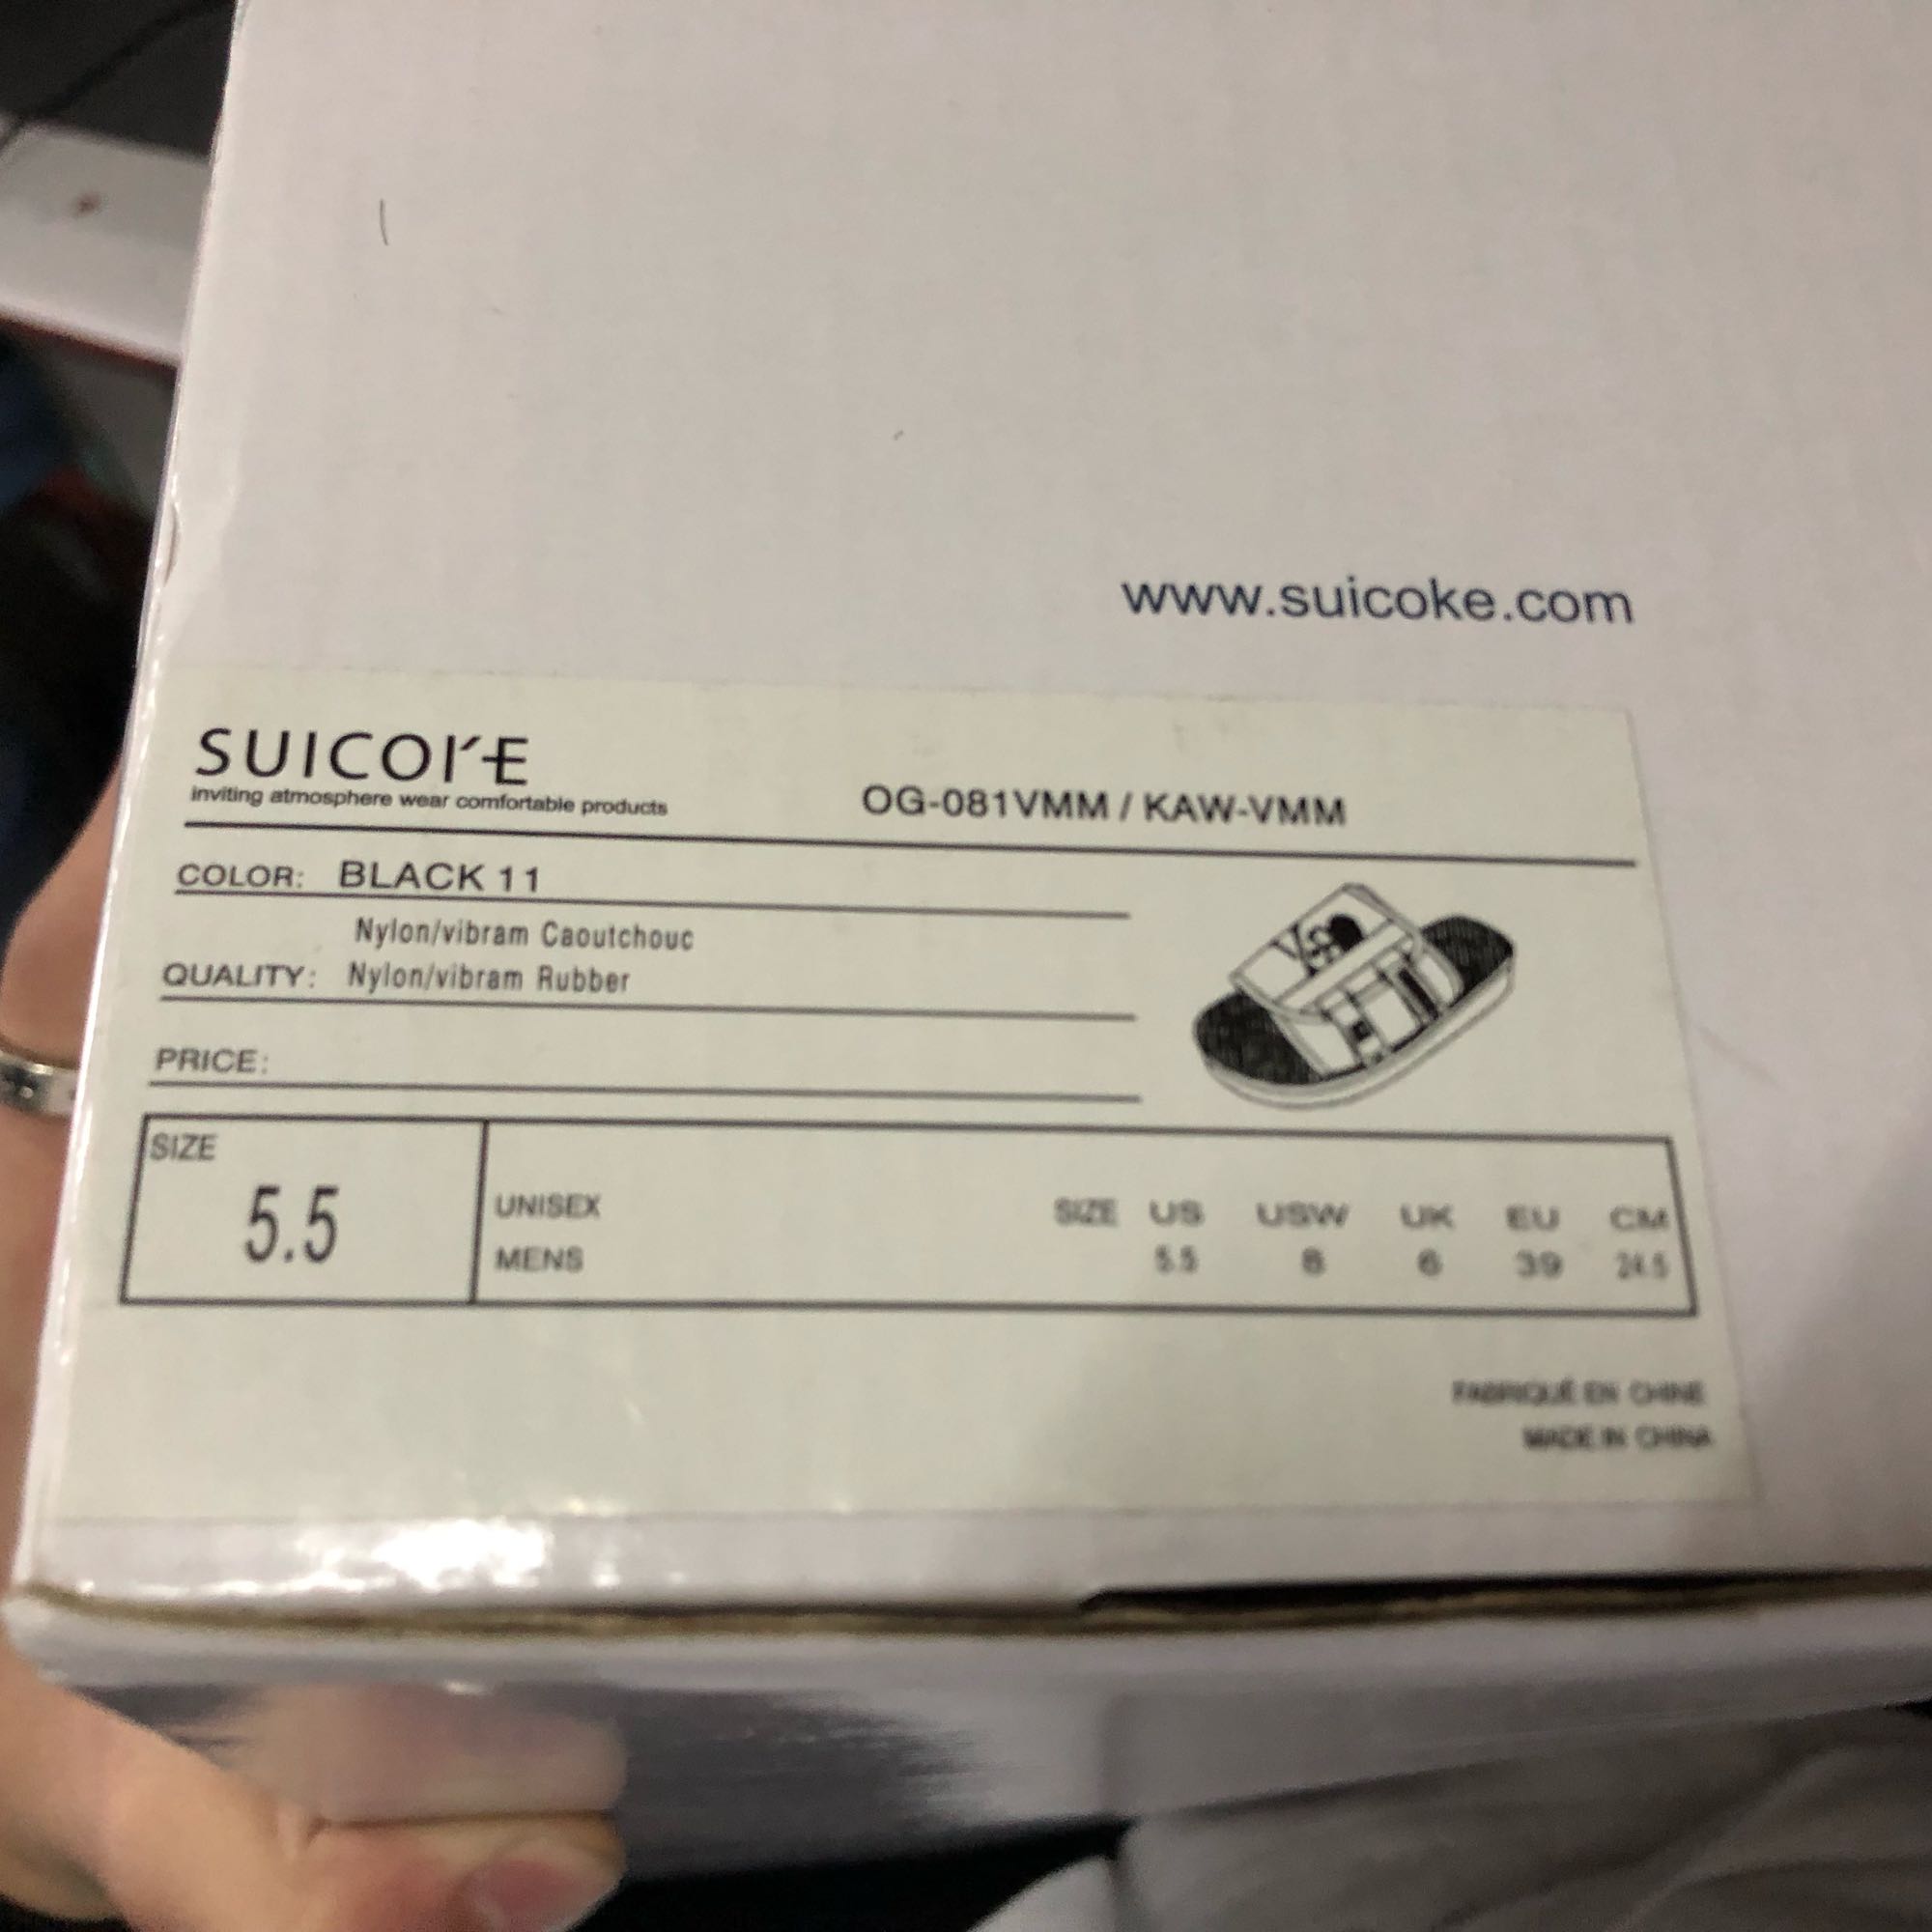 www.suicoke.com
SUICOKE
inviting atmosphere wear comfortable products
OG-081VMM / KAW-VMM
COLOR: BLACK 11
Nylon/vibram Caoutchouc
QUALITY: Nylon/vibram Rubber
PRICE:
SIZE
5.5
UNISEX
MENS
SIZE US USW UK EU CM
5.5 8 6 39 24.5
FABRIQUÉ EN CHINE
MADE IN CHINA